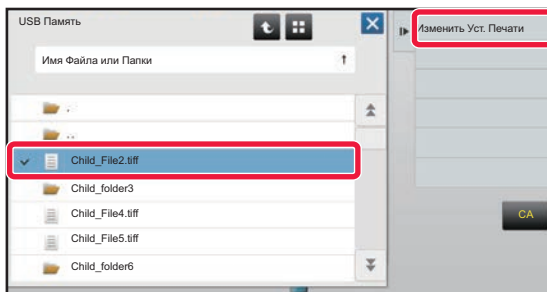 USB Память
Изменить Уст. Печати
Имя Файла или Папки
.
..
Child_File2.tiff
Child_folder3
Child_File4.tiff
Child_File5.tiff
Child_folder6
CA